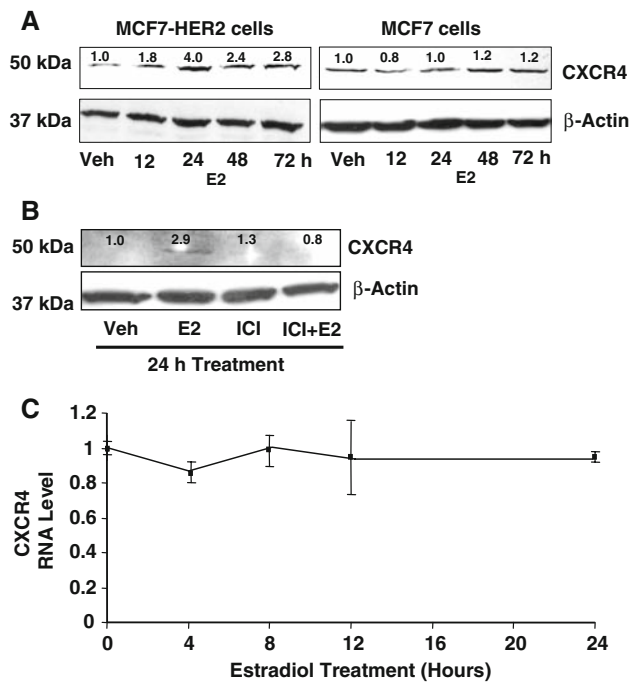 A
MCF7-HER2 cells MCF7 cells
50 kDa 1.0 1.8 4.0 2.4 2.8 1.0 0.8 1.0 1.2 1.2 CXCR4
37 kDa β-Actin
Veh 12 24 48 72 h Veh 12 24 48 72 h
E2 E2
B
50 kDa 1.0 2.9 1.3 0.8 CXCR4
37 kDa β-Actin
Veh E2 ICI ICI+E2
24 h Treatment
C
CXCR4
RNA Level
1.2
1
0.8
0.6
0.4
0.2
0
0 4 8 12 16 20 24
Estradiol Treatment (Hours)